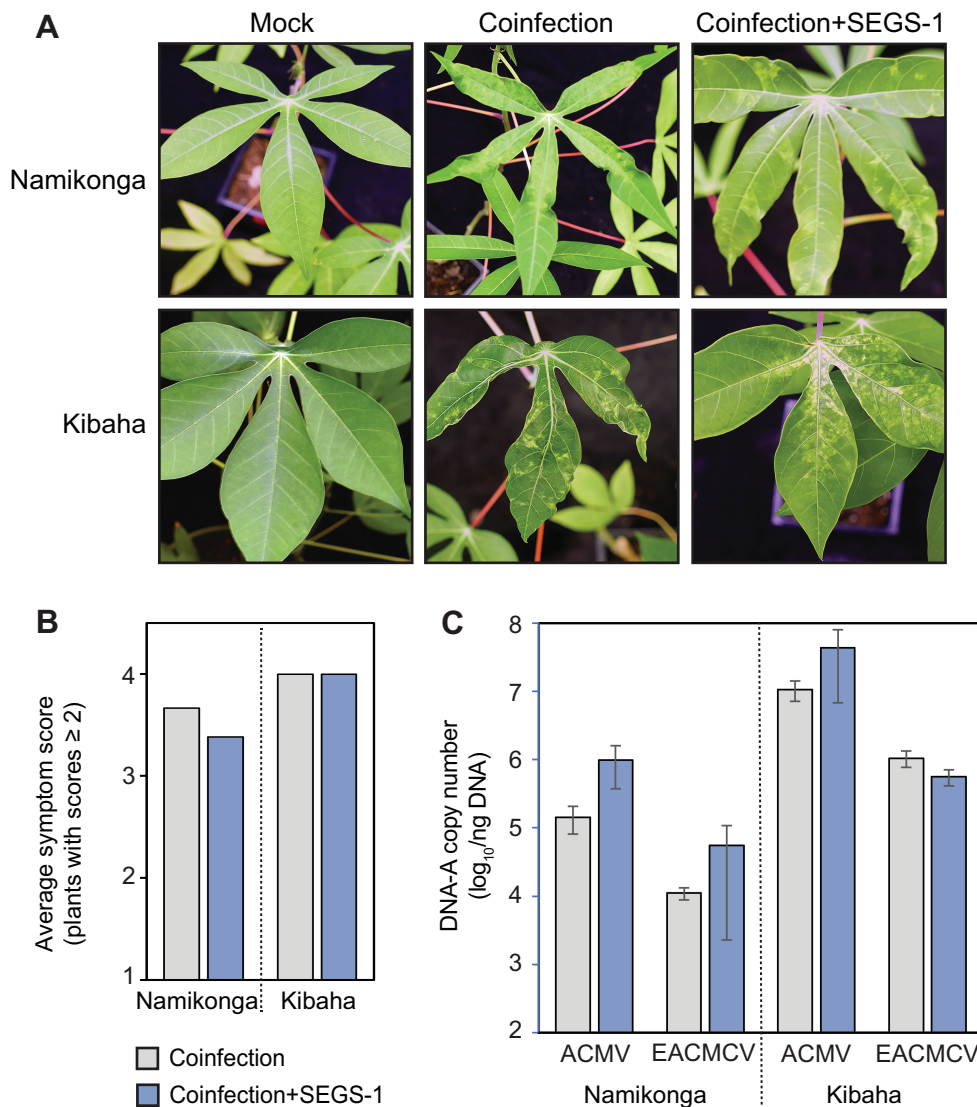 A
Mock
Coinfection
Coinfection+SEGS-1
Namikonga
Kibaha
B
Average symptom score
(plants with scores ≥ 2)
4
3
2
1
Namikonga
Kibaha
Coinfection
Coinfection+SEGS-1
C
DNA-A copy number
(log10/ng DNA)
8
7
6
5
4
3
2
ACMV
EACMCV
ACMV
EACMCV
Namikonga
Kibaha